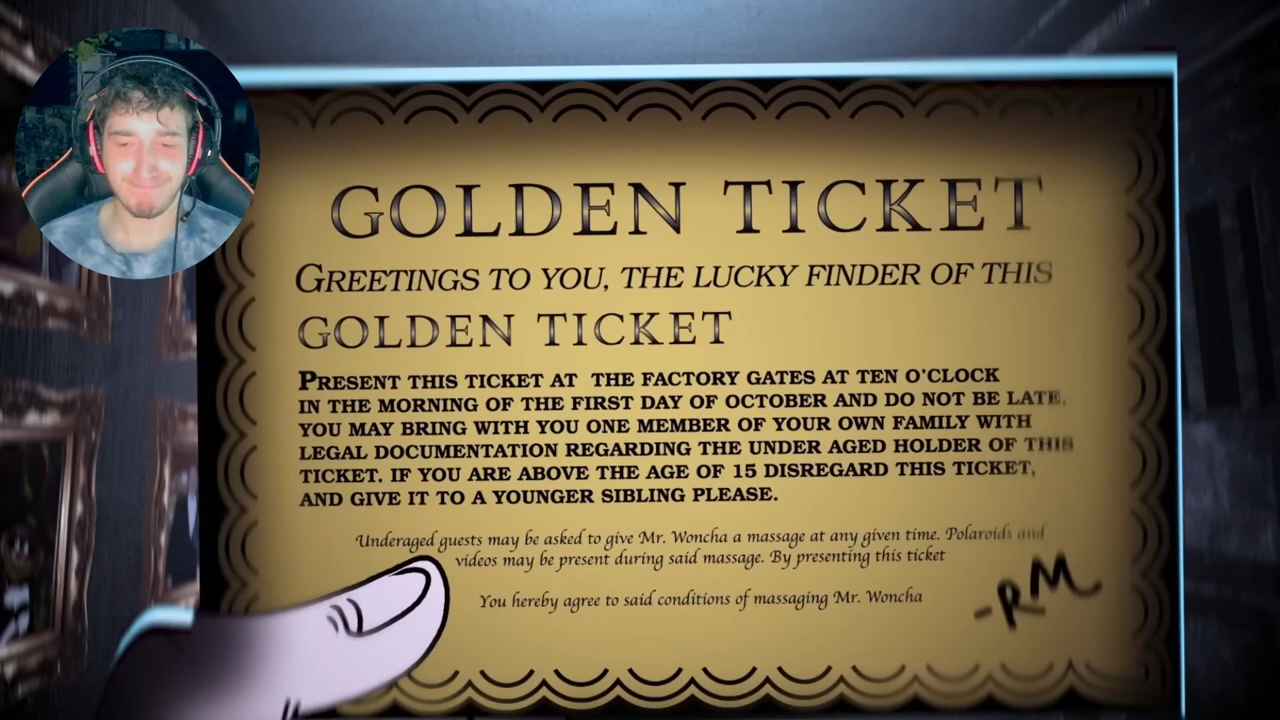 GOLDEN TICKET
GREETINGS TO YOU, THE LUCKY FINDER OF THIS
GOLDEN TICKET
PRESENT THIS TICKET AT THE FACTORY GATES AT TEN O'CLOCK
IN THE MORNING OF THE FIRST DAY OF OCTOBER AND DO NOT BE LATE.
YOU MAY BRING WITH YOU ONE MEMBER OF YOUR OWN FAMILY WITH
LEGAL DOCUMENTATION REGARDING THE UNDER AGED HOLDER OF THIS
TICKET. IF YOU ARE ABOVE THE AGE OF 15 DISREGARD THIS TICKET,
AND GIVE IT TO A YOUNGER SIBLING PLEASE.
Underaged guests may be asked to give Mr. Woncha a massage at any given time. Polaroids and
videos may be present during said massage. By presenting this ticket
You hereby agree to said conditions of massaging Mr. Woncha
-RM